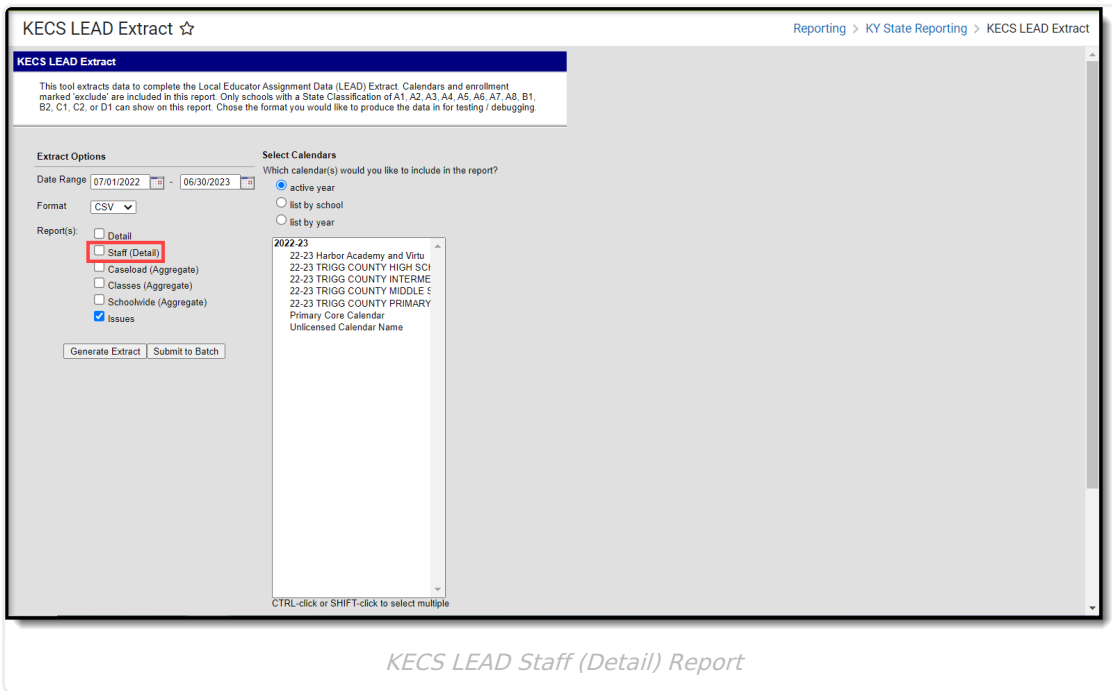 KECS LEAD Extract ☆
Reporting > KY State Reporting > KECS LEAD Extract
KECS LEAD Extract
This tool extracts data to complete the Local Educator Assignment Data (LEAD) Extract. Calendars and enrollment
marked 'exclude' are included in this report. Only schools with a State Classification of A1, A2, A3, A4, A5, A6, A7, A8, B1,
B2, C1, C2, or D1 can show on this report. Chose the format you would like to produce the data in for testing / debugging.
Extract Options
Date Range 07/01/2022 - 06/30/2023
Format CSV
Report(s):
Detail
Staff (Detail)
Caseload (Aggregate)
Classes (Aggregate)
Schoolwide (Aggregate)
Issues
Generate Extract Submit to Batch
Select Calendars
Which calendar(s) would you like to include in the report?
active year
list by school
list by year
2022-23
22-23 Harbor Academy and Virtu
22-23 TRIGG COUNTY HIGH SCH
22-23 TRIGG COUNTY INTERME
22-23 TRIGG COUNTY MIDDLE S
22-23 TRIGG COUNTY PRIMARY
Primary Core Calendar
Unlicensed Calendar Name
CTRL-click or SHIFT-click to select multiple
KECS LEAD Staff (Detail) Report